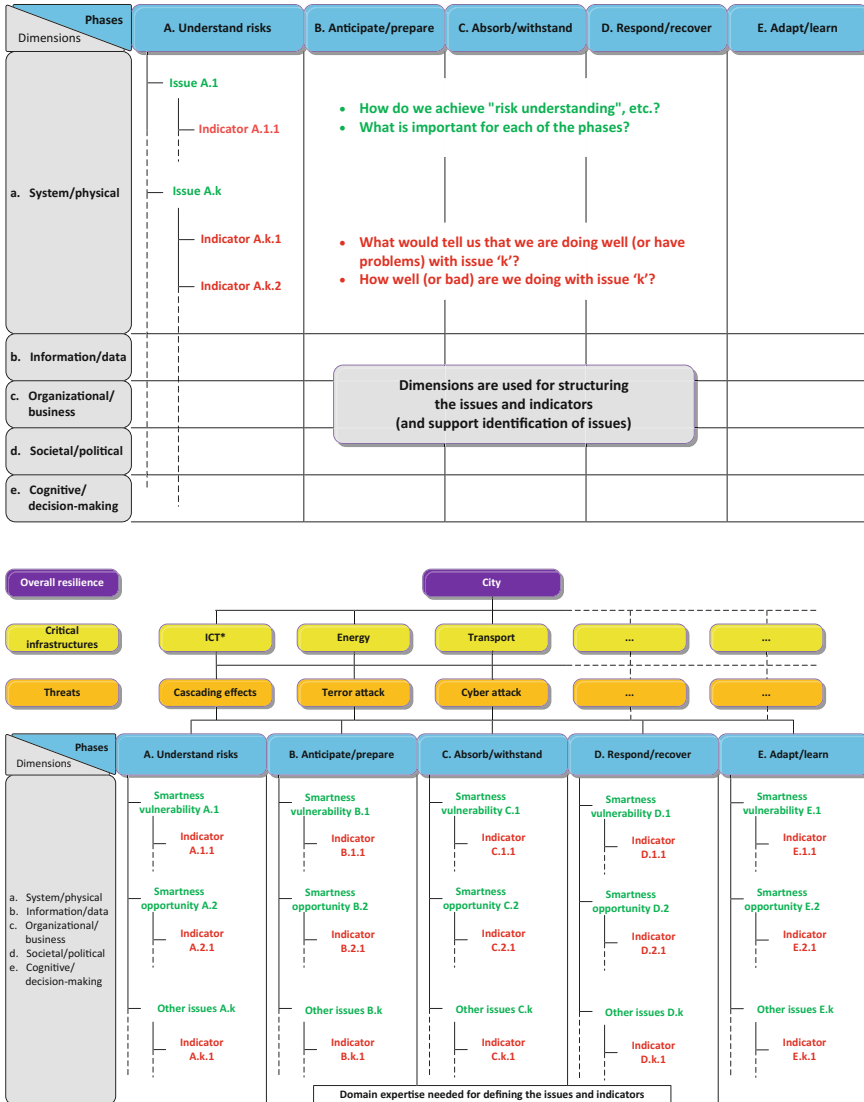 Phases
Dimensions
A. Understand risks
B. Anticipate/prepare
C. Absorb/withstand
D. Respond/recover
E. Adapt/learn
a. System/physical
Issue A.1
Indicator A.1.1
Issue A.k
Indicator A.k.1
Indicator A.k.2
• How do we achieve "risk understanding", etc.?
• What is important for each of the phases?
• What would tell us that we are doing well (or have
problems) with issue ‘k’?
• How well (or bad) are we doing with issue ‘k’?
b. Information/data
c. Organizational/
business
d. Societal/political
e. Cognitive/
decision-making
Dimensions are used for structuring
the issues and indicators
(and support identification of issues)
Overall resilience
City
Critical
infrastructures
ICT*
Energy
Transport
...
...
Threats
Cascading effects
Terror attack
Cyber attack
...
...
Phases
Dimensions
A. Understand risks
B. Anticipate/prepare
C. Absorb/withstand
D. Respond/recover
E. Adapt/learn
a. System/physical
b. Information/data
c. Organizational/
business
d. Societal/political
e. Cognitive/
decision-making
Smartness
vulnerability A.1
Indicator
A.1.1
Smartness
opportunity A.2
Indicator
A.2.1
Other issues A.k
Indicator
A.k.1
Smartness
vulnerability B.1
Indicator
B.1.1
Smartness
opportunity B.2
Indicator
B.2.1
Other issues B.k
Indicator
B.k.1
Smartness
vulnerability C.1
Indicator
C.1.1
Smartness
opportunity C.2
Indicator
C.2.1
Other issues C.k
Indicator
C.k.1
Smartness
vulnerability D.1
Indicator
D.1.1
Smartness
opportunity D.2
Indicator
D.2.1
Other issues D.k
Indicator
D.k.1
Smartness
vulnerability E.1
Indicator
E.1.1
Smartness
opportunity E.2
Indicator
E.2.1
Other issues E.k
Indicator
E.k.1
Domain expertise needed for defining the issues and indicators